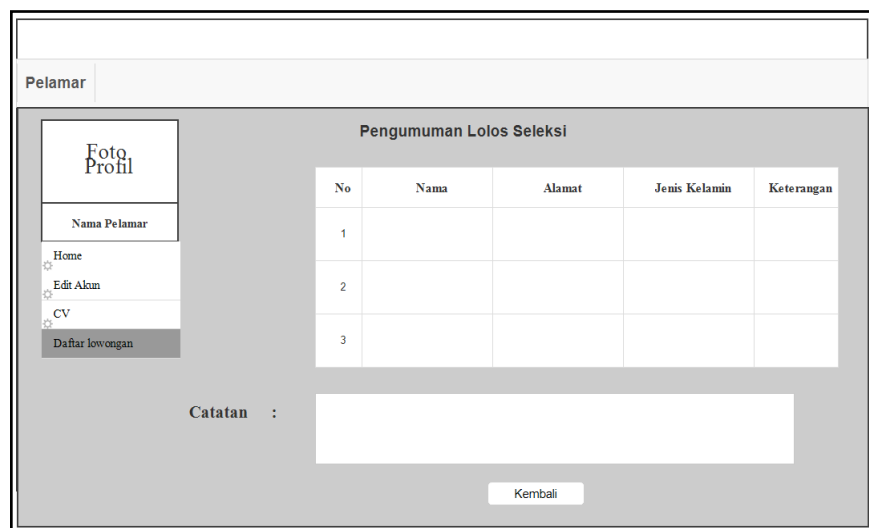 Pelamar
Pengumuman Lolos Seleksi
Foto
Profil
Nama Pelamar
Home
Edit Akun
CV
Daftar lowongan
No Nama Alamat Jenis Kelamin Keterangan
1
2
3
Catatan :
Kembali